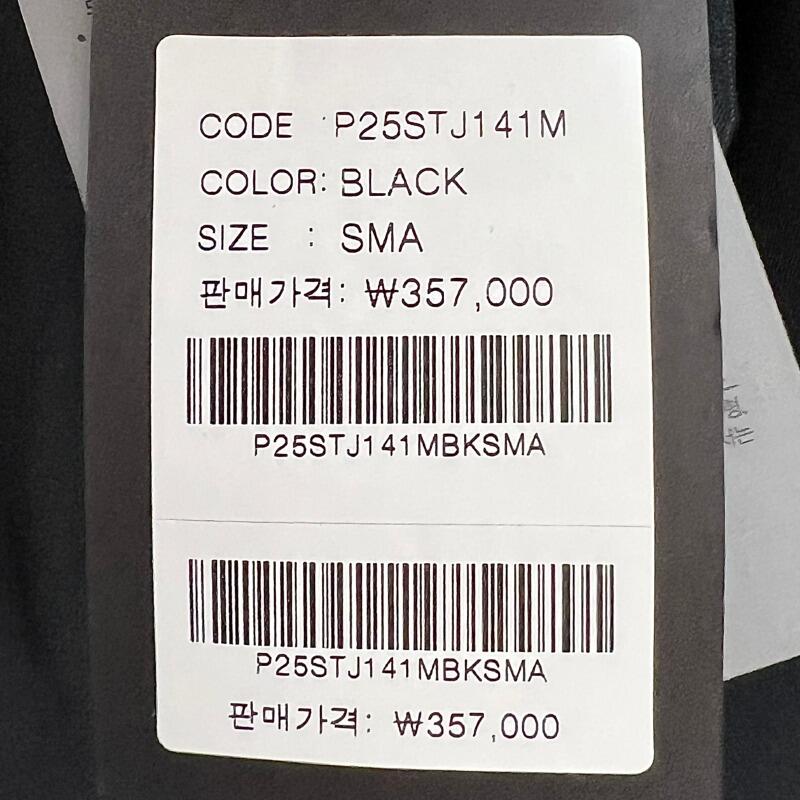 CODE : P25STJ141M
COLOR: BLACK
SIZE : SMA
판매가격: ₩357,000
P25STJ141MBKSMA
P25STJ141MBKSMA
판매가격: ₩357,000